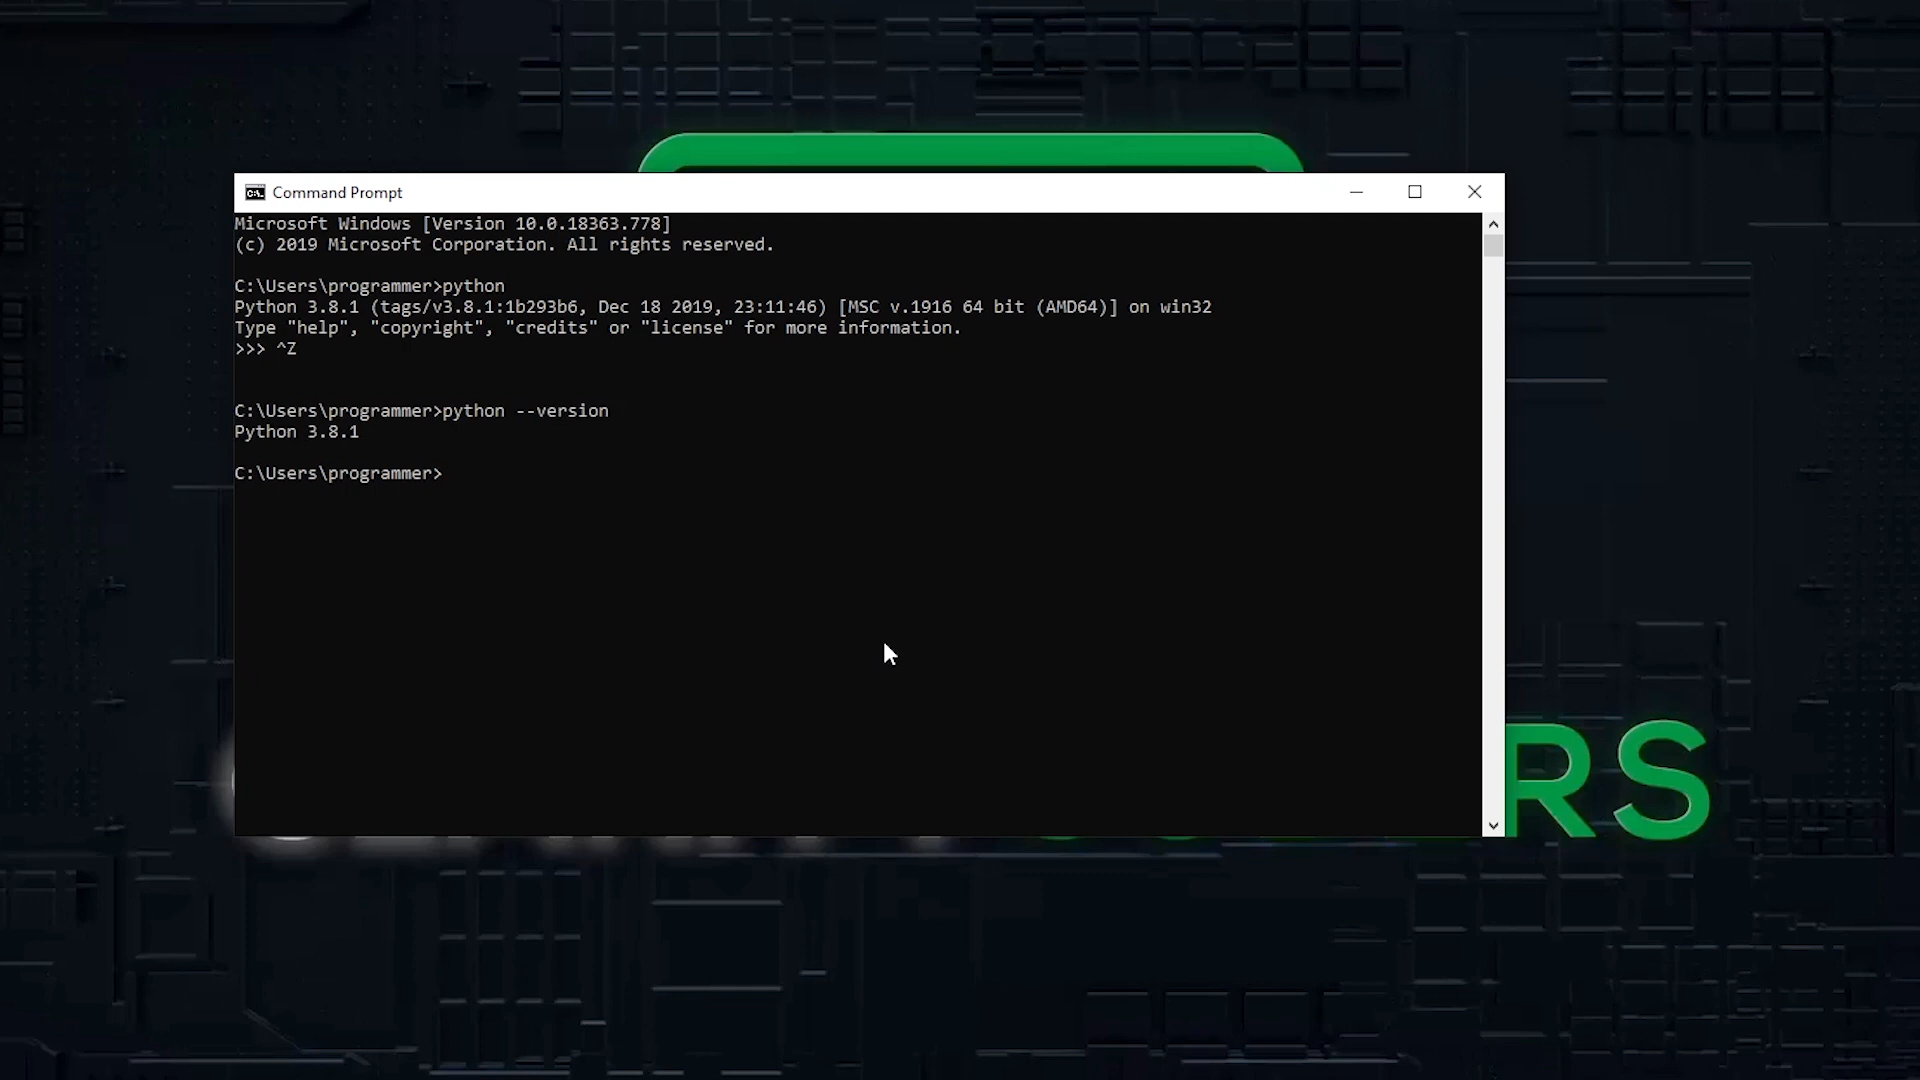 Command Prompt
Microsoft Windows [Version 10.0.18363.778]
(c) 2019 Microsoft Corporation. All rights reserved.
C:\Users\programmer>python
Python 3.8.1 (tags/v3.8.1:1b293b6, Dec 18 2019, 23:11:46) [MSC v.1916 64 bit (AMD64)] on win32
Type "help", "copyright", "credits" or "license" for more information.
>>> ^Z
C:\Users\programmer>python --version
Python 3.8.1
C:\Users\programmer>
RS